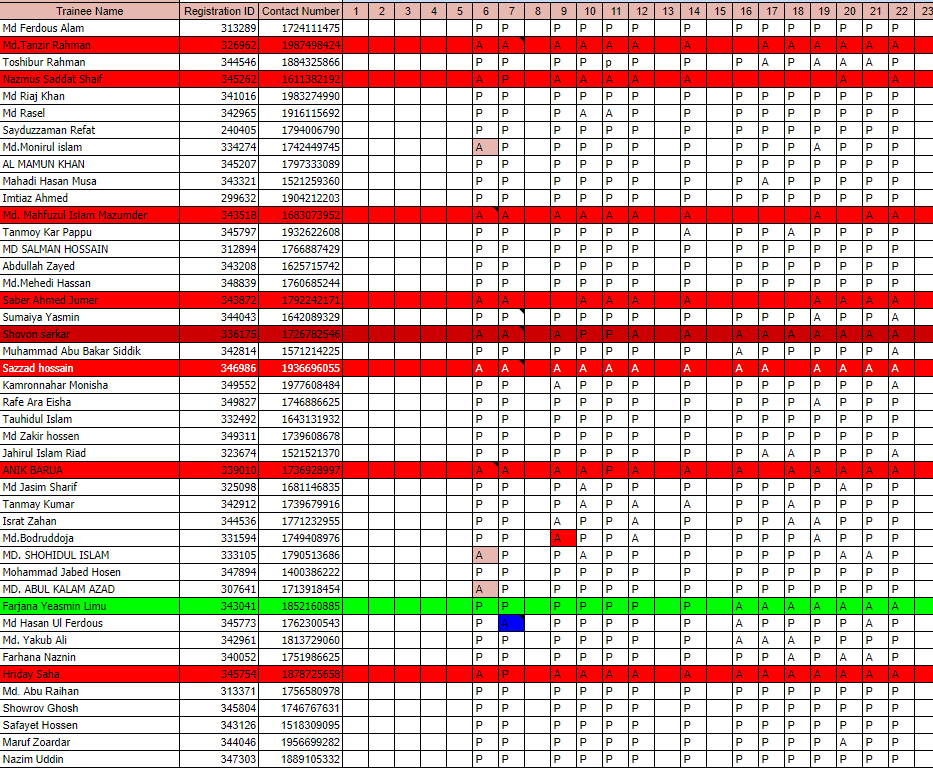 Trainee Name Registration ID Contact Number 1 2 3 4 5 6 7 8 9 10 11 12 13 14 15 16 17 18 19 20 21 22 23
Md Ferdous Alam 313289 1724111475 P P P P P P P P P P P P P P
Md.Tanzir Rahman 326962 1987498424 A A A A A A A A A A A A A
Toshibur Rahman 344546 1884325866 P P P P p P P P A P A A A P
Nazmus Saddat Shaif 345262 1611382192 A P A A A A A A A A
Md Riaj Khan 341016 1983274990 P P P P P P P P P P P P P P
Md Rasel 342965 1916115692 P P P A A P P P P P P P P P
Sayduzzaman Refat 240405 1794006790 P P P P P P P P P P P P P P
Md.Monirul islam 334274 1742449745 A P P P P P P P P P A P P P
AL MAMUN KHAN 345207 1797333089 P P P P P P P P P P P P P P
Mahadi Hasan Musa 343321 1521259360 P P P P P P P P A P P P P P
Imtiaz Ahmed 299632 1904212203 P P P P P P P P P P P P P P
Md. Mahfuzul Islam Mazumder 343518 1683073952 A A A A A A A A A A
Tanmoy Kar Pappu 345797 1932622608 P P P P P P A P P A P P P P
MD SALMAN HOSSAIN 312894 1766887429 P P P P P P P P P P P P P P
Abdullah Zayed 343208 1625715742 P P P P P P P P P P P P P P
Md.Mehedi Hassan 348839 1760685244 P P P P P P P P P P P P P P
Saber Ahmed Jumer 343872 1792242171 A A A A A A A A A A
Sumaiya Yasmin 344043 1642089329 P P P P P P P P P P A P P A
Shovon sarkar 336175 1726782546 A A A P P A A A A A A A A A
Muhammad Abu Bakar Siddik 342814 1571214225 P P P P P P P A P P P P P A
Sazzad hossain 346986 1936696055 A A A A A A A A A A A A A
Kamronnahar Monisha 349552 1977608484 P P A P P P P P P P P P P A
Rafe Ara Eisha 349827 1746886625 P P P P P P P P P P A P P P
Tauhidul Islam 332492 1643131932 P P P P P P P P P P P P P P
Md Zakir hossen 349311 1739608678 P P P P P P P P P P P P P P
Jahirul Islam Riad 323674 1521521370 P P P P P P P P A A P P P A
ANIK BARUA 339010 1736928997 A A A A P A A A A A A A A
Md Jasim Sharif 325098 1681146835 P P P A P P P P P P P A P P
Tanmay Kumar 342912 1739679916 P P P A P A A P P A P P P P
Israt Zahan 344536 1771232955 P P A P P A P P P A A P P P
Md.Bodruddoja 331594 1749408976 P P A P P A P P P P A P P P
MD. SHOHIDUL ISLAM 333105 1790513686 A P P A P P P P P P P A A P
Mohammad Jabed Hosen 347894 1400386222 P P P P P P P P P P P P P P
MD. ABUL KALAM AZAD 307641 1713918454 A P P P P P P P P P P P P P
Farjana Yeasmin Limu 343041 1852160885 P P P P P P P A A A A A A A
Md Hasan Ul Ferdous 345773 1762300543 P A P P P P P A P P P P A P
Md. Yakub Ali 342961 1813729060 P P P P P P P A A A P P P P
Farhana Naznin 340052 1751986625 P P P P P P P P P A P A A P
Hriday Saha 345754 1878725658 A P A A A A A A A A A A A A
Md. Abu Raihan 313371 1756580978 P P P P P P P P P P P P P P
Showrov Ghosh 345804 1746767631 P P P P P P P P P P P P P P
Safayet Hossen 343126 1518309095 P P P P P P P P P P P P P P
Maruf Zoardar 344046 1956699282 P P P P P P P P P P P A P P
Nazim Uddin 347303 1889105332 P P P P P P P P P P P P P P